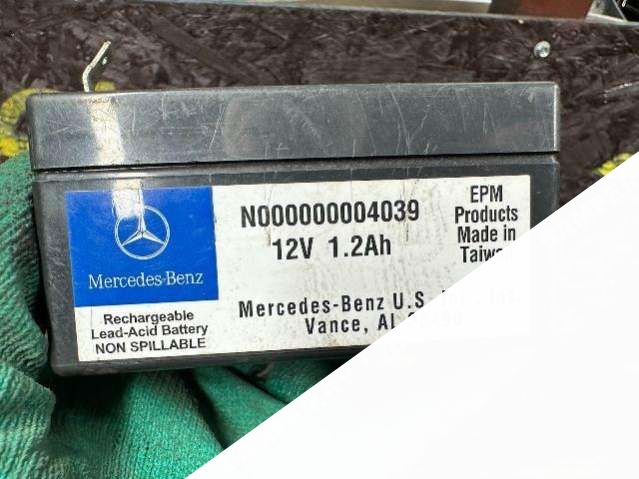 Mercedes-Benz
Rechargeable
Lead-Acid Battery
NON SPILLABLE
N000000004039
12V 1.2Ah
Mercedes-Benz U.S.
Vance, AL
EPM
Products
Made in